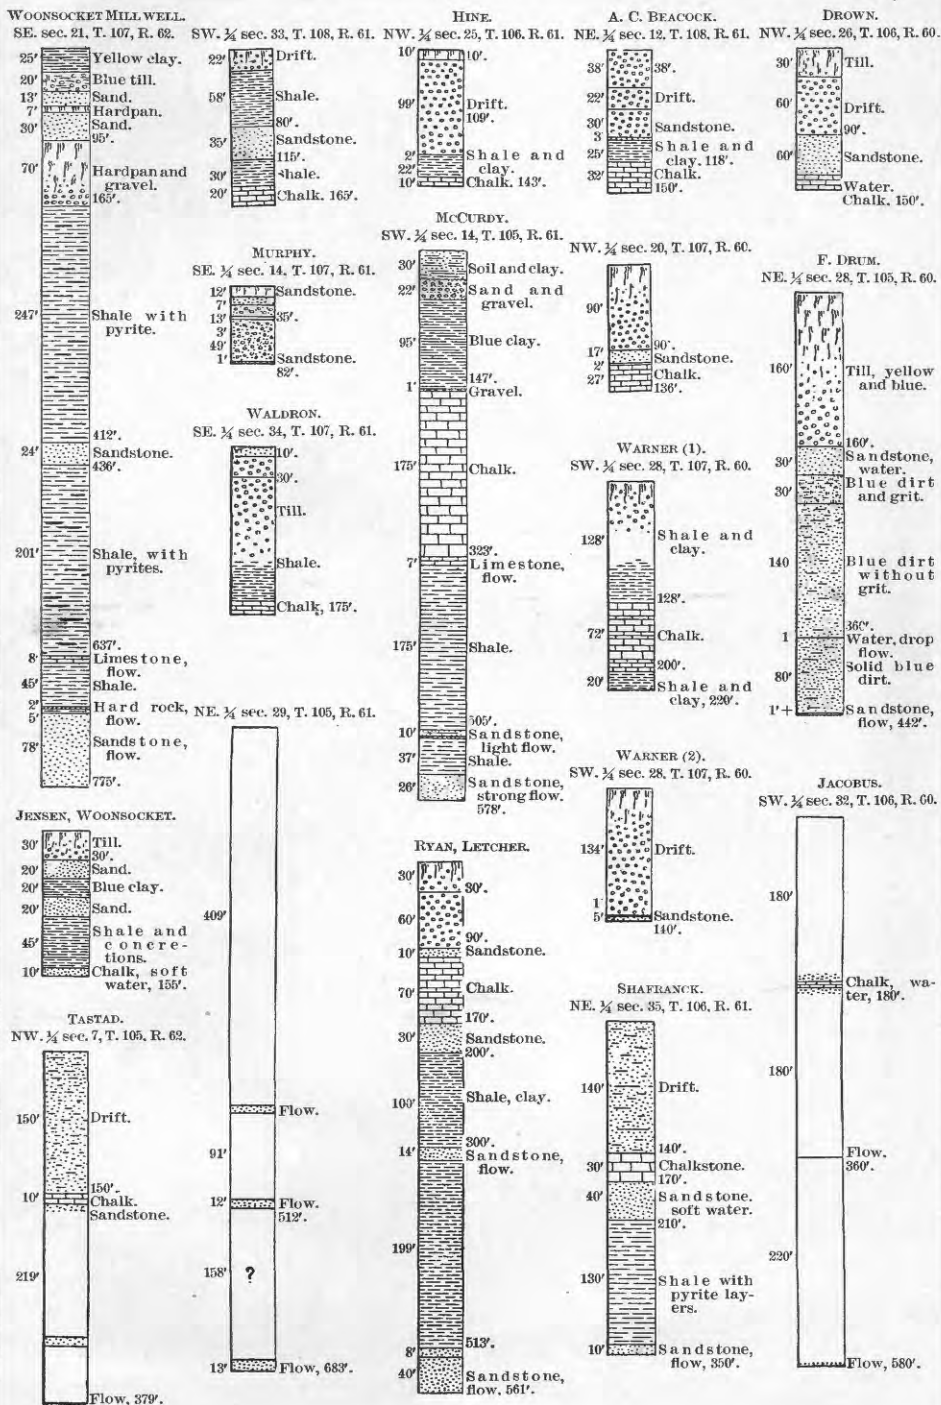 WOONSOCKET MILL WELL.
SE. sec. 21, T. 107, R. 62.
25′ Yellow clay.
20′ Blue till.
13′ Sand.
7′ Hardpan.
30′ Sand.
95′.
70′ Hardpan and
gravel.
165′.
247′ Shale with
pyrite.
412′.
24′ Sandstone.
436′.
201′ Shale, with
pyrites.
637′.
8′ Limestone,
flow.
45′ Shale.
2′ Hard rock,
5′ flow.
78′ Sandstone,
flow.
775′.
JENSEN, WOONSOCKET.
30′ Till.
30′.
20′ Sand.
20′ Blue clay.
20′ Sand.
45′ Shale and
concre-
tions.
10′ Chalk, soft
water, 155′.
TASTAD.
NW. ¼ sec. 7, T. 105, R. 62.
150′ Drift.
150′.
10′ Chalk.
Sandstone.
219′
Flow, 379′.
SW. ¼ sec. 33, T. 108, R. 61.
22′ Drift.
58′ Shale.
80′.
35′ Sandstone.
115′.
30′ Shale.
20′ Chalk. 165′.
MURPHY.
SE. ¼ sec. 14, T. 107, R. 61.
12′ Sandstone.
7′
13′ 35′.
3′
49′
1′ Sandstone.
82′.
WALDRON.
SE. ¼ sec. 34, T. 107, R. 61.
10′.
30′.
Till.
Shale.
Chalk, 175′.
NE. ¼ sec. 29, T. 105, R. 61.
409′
Flow.
91′
12′ Flow.
512′.
158′ ?
13′ Flow, 683′.
HINE.
NW. ¼ sec. 25, T. 106, R. 61.
10′ 10′.
99′ Drift.
109′.
2′ Shale and
22′ clay.
10′ Chalk. 143′.
MCCURDY.
SW. ¼ sec. 14, T. 105, R. 61.
30′ Soil and clay.
22′ Sand and
gravel.
95′ Blue clay.
147′.
1′ Gravel.
175′ Chalk.
323′.
7′ Limestone,
flow.
175′ Shale.
505′.
10′ Sandstone,
light flow.
37′ Shale.
26′ Sandstone,
strong flow.
578′.
RYAN, LETCHER.
30′ 30′.
60′
90′.
10′ Sandstone.
70′ Chalk.
170′.
30′ Sandstone.
200′.
100′ Shale, clay.
300′.
14′ Sandstone,
flow.
199′
513′.
8′
40′ Sandstone,
flow, 561′.
A. C. BEACOCK.
NE. ¼ sec. 12, T. 108, R. 61.
38′ 38′.
22′ Drift.
30′ Sandstone.
3′
25′ Shale and
clay. 118′.
32′ Chalk.
150′.
NW. ¼ sec. 20, T. 107, R. 60.
90′
90′.
17′ Sandstone.
2′ Chalk.
27′ 136′.
WARNER (1).
SW. ¼ sec. 28, T. 107, R. 60.
128′ Shale and
clay.
128′.
72′ Chalk.
200′.
20′ Shale and
clay, 220′.
WARNER (2).
SW. ¼ sec. 28, T. 107, R. 60.
134′ Drift.
1′
5′ Sandstone.
140′.
SHAFRANCK.
NE. ¼ sec. 35, T. 106, R. 61.
140′ Drift.
140′.
30′ Chalkstone.
170′.
40′ Sandstone.
soft water.
210′.
130′ Shale with
pyrite lay-
ers.
10′ Sandstone,
flow, 350′.
DROWN.
NW. ¼ sec. 26, T. 106, R. 60.
30′ Till.
60′ Drift.
90′.
60′ Sandstone.
Water.
Chalk. 150′.
F. DRUM.
NE. ¼ sec. 28, T. 105, R. 60.
160′ Till, yellow
and blue.
160′.
30′ Sandstone,
water.
30′ Blue dirt
and grit.
140 Blue dirt
without
grit.
360′.
1 Water, drop
flow.
80′ Solid blue
dirt.
1′+ Sandstone,
flow, 442′.
JACOBUS.
SW. ¼ sec. 32, T. 106, R. 60.
180′
Chalk, wa-
ter, 180′.
180′
Flow.
360′.
220′
Flow, 580′.